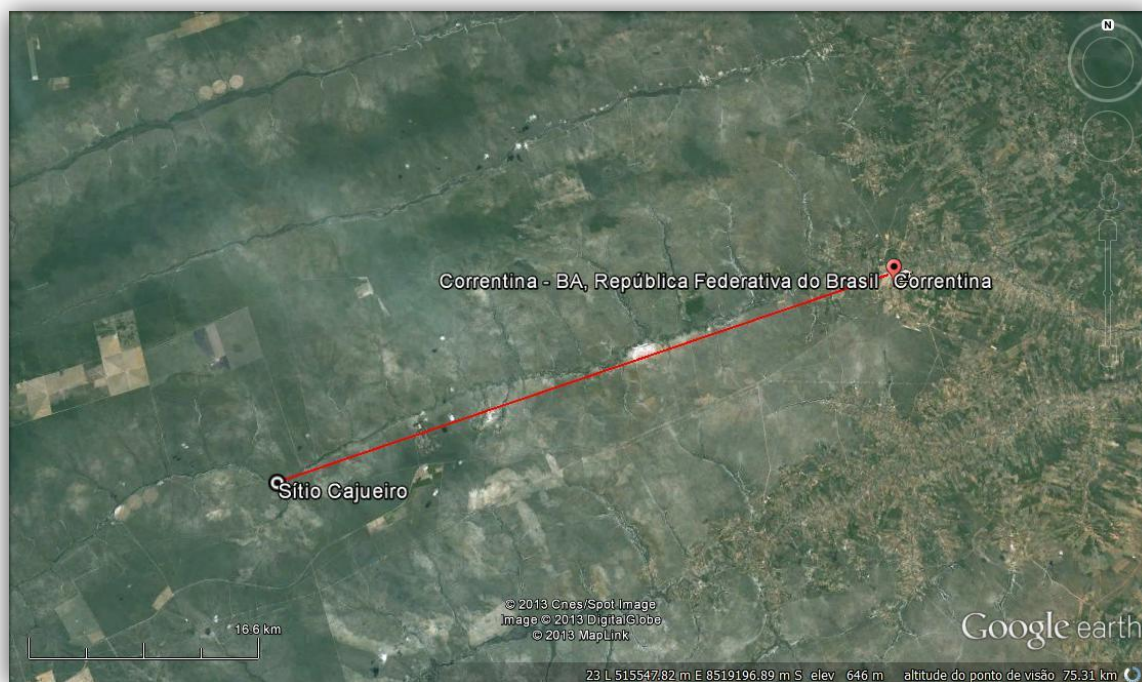 N
Correntina - BA, República Federativa do Brasil Correntina
Sítio Cajueiro
16.6 km
© 2013 Cnes/Spot Image
Image © 2013 DigitalGlobe
© 2013 MapLink
Google earth
23 L 515547.82 m E 8519196.89 m S elev 646 m altitude do ponto de visão 75.31 km